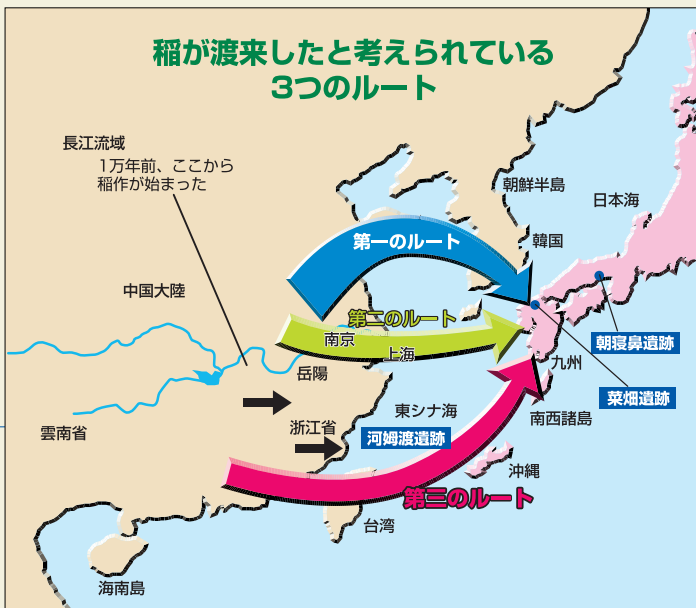 稲が渡来したと考えられている
3つのルート
長江流域
1万年前、ここから
稲作が始まった
朝鮮半島
日本海
第一のルート
韓国
中国大陸
第二のルート
南京
上海
朝寝鼻遺跡
岳陽
九州
菜畑遺跡
東シナ海
南西諸島
雲南省
浙江省
河姆渡遺跡
沖縄
第三のルート
台湾
海南島